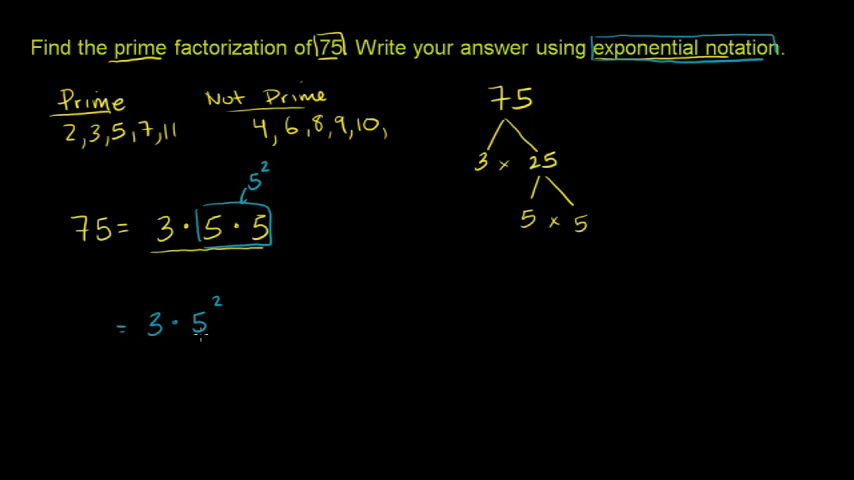 Find the prime factorization of 75. Write your answer using exponential notation.
Prime
2, 3, 5, 7, 11
Not Prime
4, 6, 8, 9, 10,
75
3 × 25
5 × 5
5²
75 = 3 · 5 · 5
= 3 · 5²